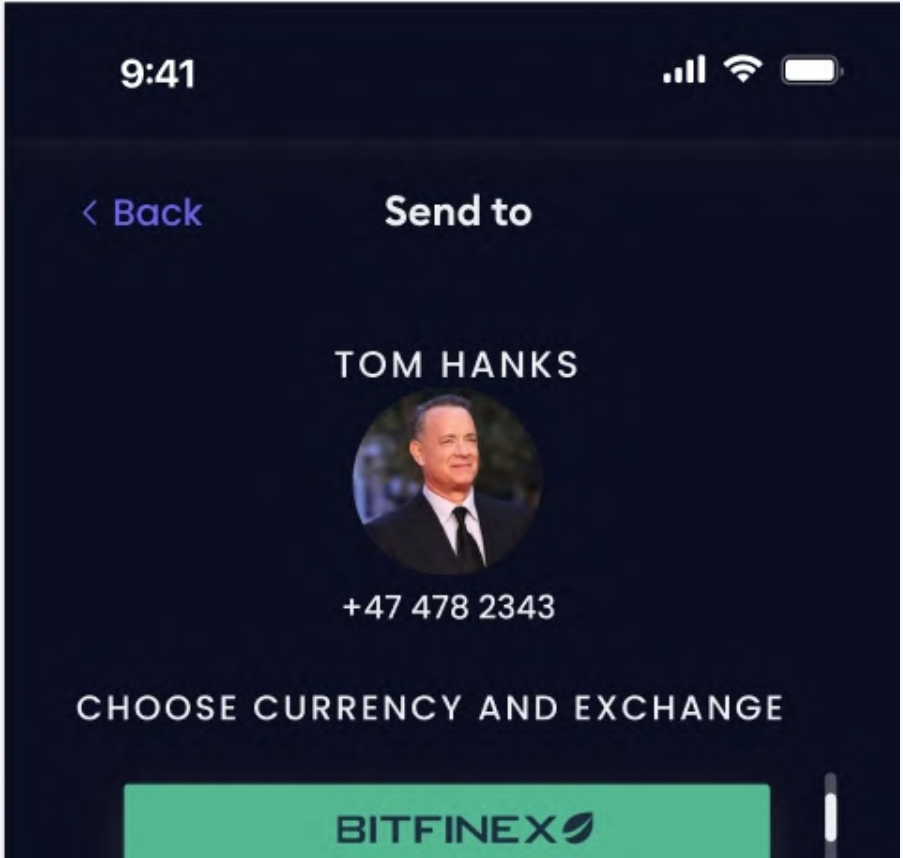 9:41
< Back
Send to
TOM HANKS
+47 478 2343
CHOOSE CURRENCY AND EXCHANGE
BITFINEX